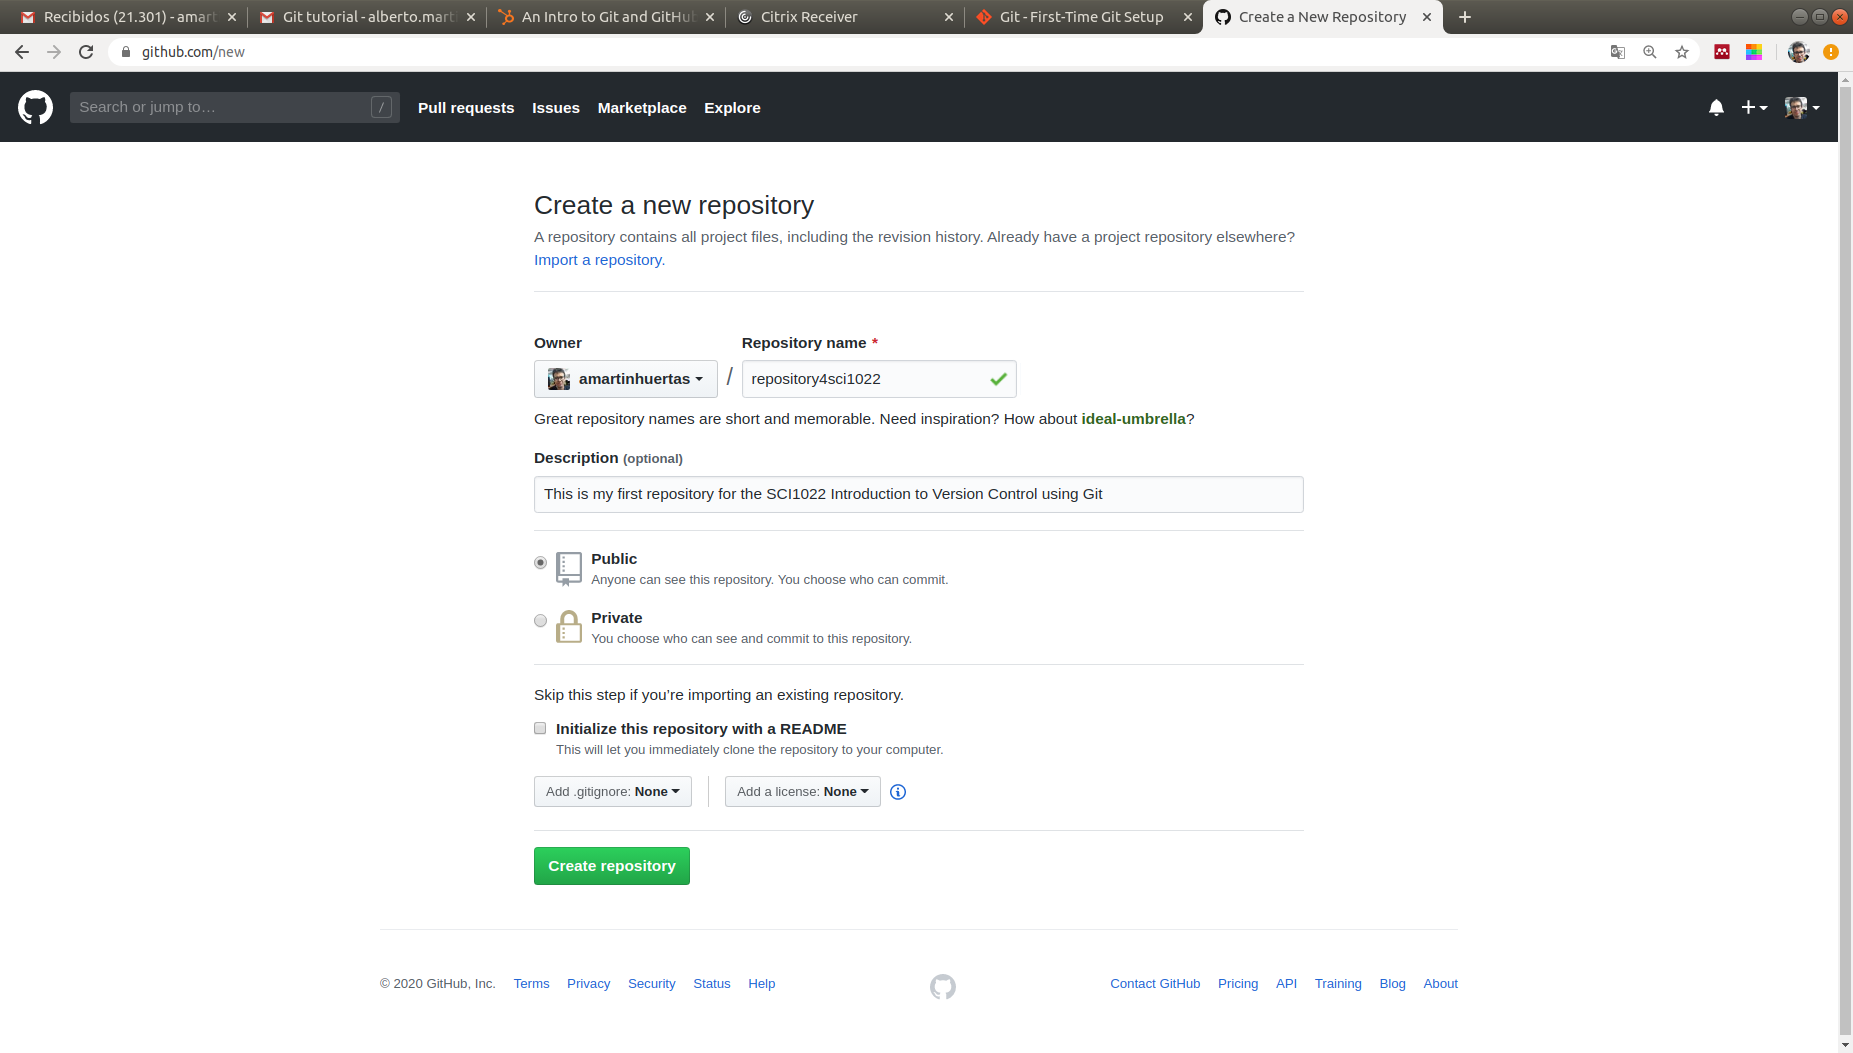 Recibidos (21.301) - amart
Git tutorial - alberto.marti
An Intro to Git and GitHub
Citrix Receiver
Git - First-Time Git Setup
Create a New Repository
github.com/new
Search or jump to…
/
Pull requests
Issues
Marketplace
Explore
Create a new repository
A repository contains all project files, including the revision history. Already have a project repository elsewhere?
Import a repository.
Owner
Repository name *
amartinhuertas
/
repository4sci1022
Great repository names are short and memorable. Need inspiration? How about ideal-umbrella?
Description (optional)
This is my first repository for the SCI1022 Introduction to Version Control using Git
Public
Anyone can see this repository. You choose who can commit.
Private
You choose who can see and commit to this repository.
Skip this step if you’re importing an existing repository.
Initialize this repository with a README
This will let you immediately clone the repository to your computer.
Add .gitignore: None
Add a license: None
Create repository
© 2020 GitHub, Inc.
Terms
Privacy
Security
Status
Help
Contact GitHub
Pricing
API
Training
Blog
About